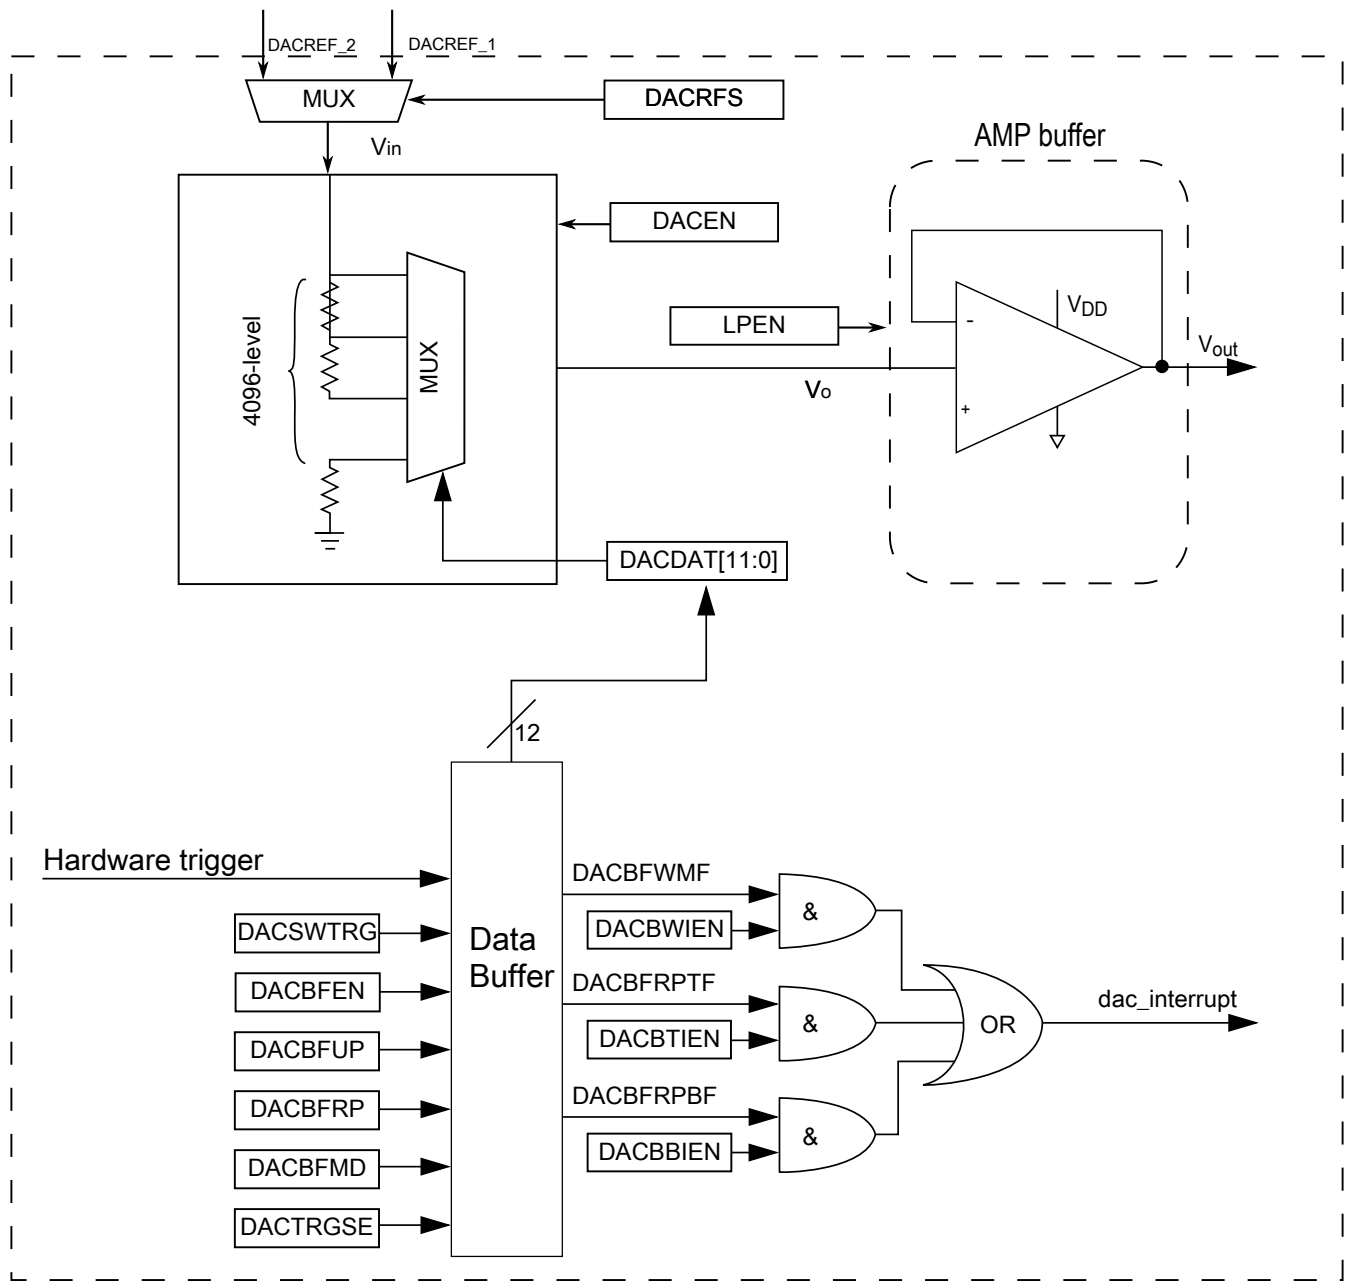 DACREF_2
DACREF_1
MUX
DACRFS
Vin
AMP buffer
DACEN
LPEN
4096-level
MUX
-
VDD
Vout
Vo
+
DACDAT[11:0]
12
Hardware trigger
DACSWTRG
DACBFEN
DACBFUP
DACBFRP
DACBFMD
DACTRGSE
Data
Buffer
DACBFWMF
DACBWIEN
&
DACBFRPTF
DACBTIEN
&
DACBFRPBF
DACBBIEN
&
OR
dac_interrupt